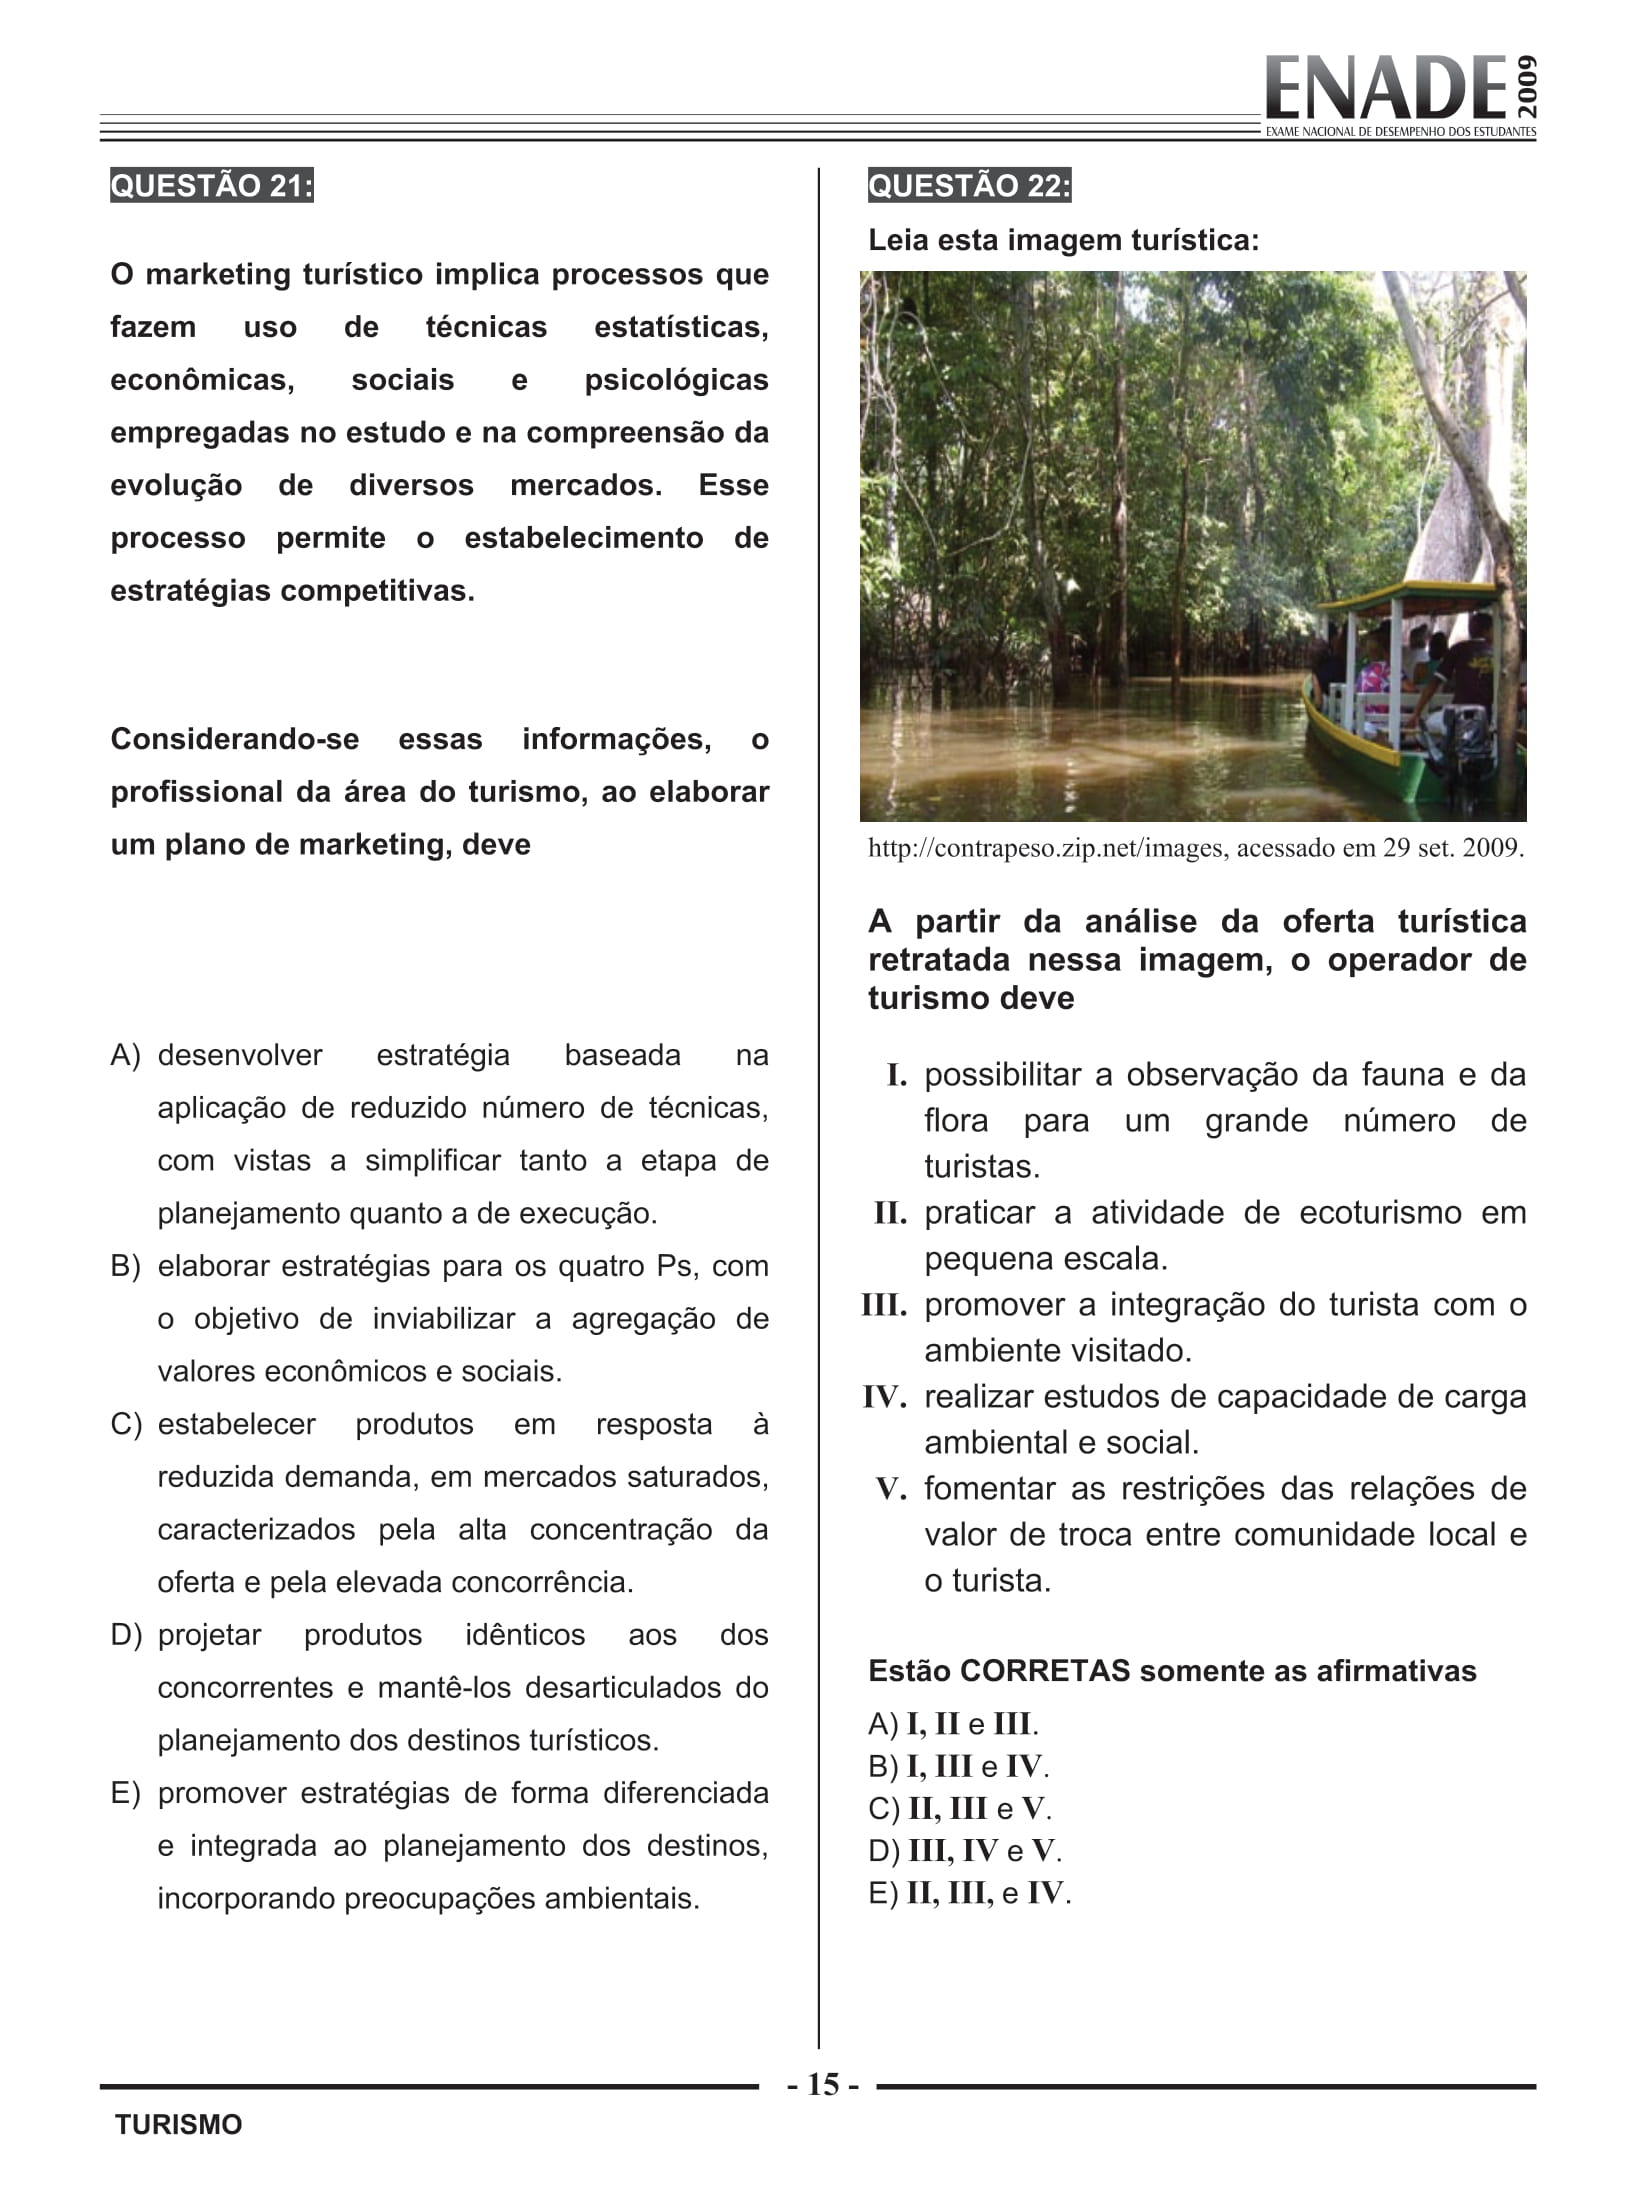 ENADE 2009
EXAME NACIONAL DE DESEMPENHO DOS ESTUDANTES
QUESTÃO 21:
O marketing turístico implica processos que
fazem uso de técnicas estatísticas,
econômicas, sociais e psicológicas
empregadas no estudo e na compreensão da
evolução de diversos mercados. Esse
processo permite o estabelecimento de
estratégias competitivas.
Considerando-se essas informações, o
profissional da área do turismo, ao elaborar
um plano de marketing, deve
A) desenvolver estratégia baseada na
aplicação de reduzido número de técnicas,
com vistas a simplificar tanto a etapa de
planejamento quanto a de execução.
B) elaborar estratégias para os quatro Ps, com
o objetivo de inviabilizar a agregação de
valores econômicos e sociais.
C) estabelecer produtos em resposta à
reduzida demanda, em mercados saturados,
caracterizados pela alta concentração da
oferta e pela elevada concorrência.
D) projetar produtos idênticos aos dos
concorrentes e mantê-los desarticulados do
planejamento dos destinos turísticos.
E) promover estratégias de forma diferenciada
e integrada ao planejamento dos destinos,
incorporando preocupações ambientais.
QUESTÃO 22:
Leia esta imagem turística:
http://contrapeso.zip.net/images, acessado em 29 set. 2009.
A partir da análise da oferta turística
retratada nessa imagem, o operador de
turismo deve
I. possibilitar a observação da fauna e da
flora para um grande número de
turistas.
II. praticar a atividade de ecoturismo em
pequena escala.
III. promover a integração do turista com o
ambiente visitado.
IV. realizar estudos de capacidade de carga
ambiental e social.
V. fomentar as restrições das relações de
valor de troca entre comunidade local e
o turista.
Estão CORRETAS somente as afirmativas
A) I, II e III.
B) I, III e IV.
C) II, III e V.
D) III, IV e V.
E) II, III, e IV.
- 15 -
TURISMO